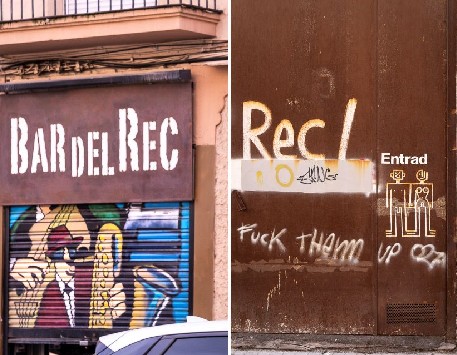 BAR DEL REC
Rec!
Entrad
FUCK THEM UP